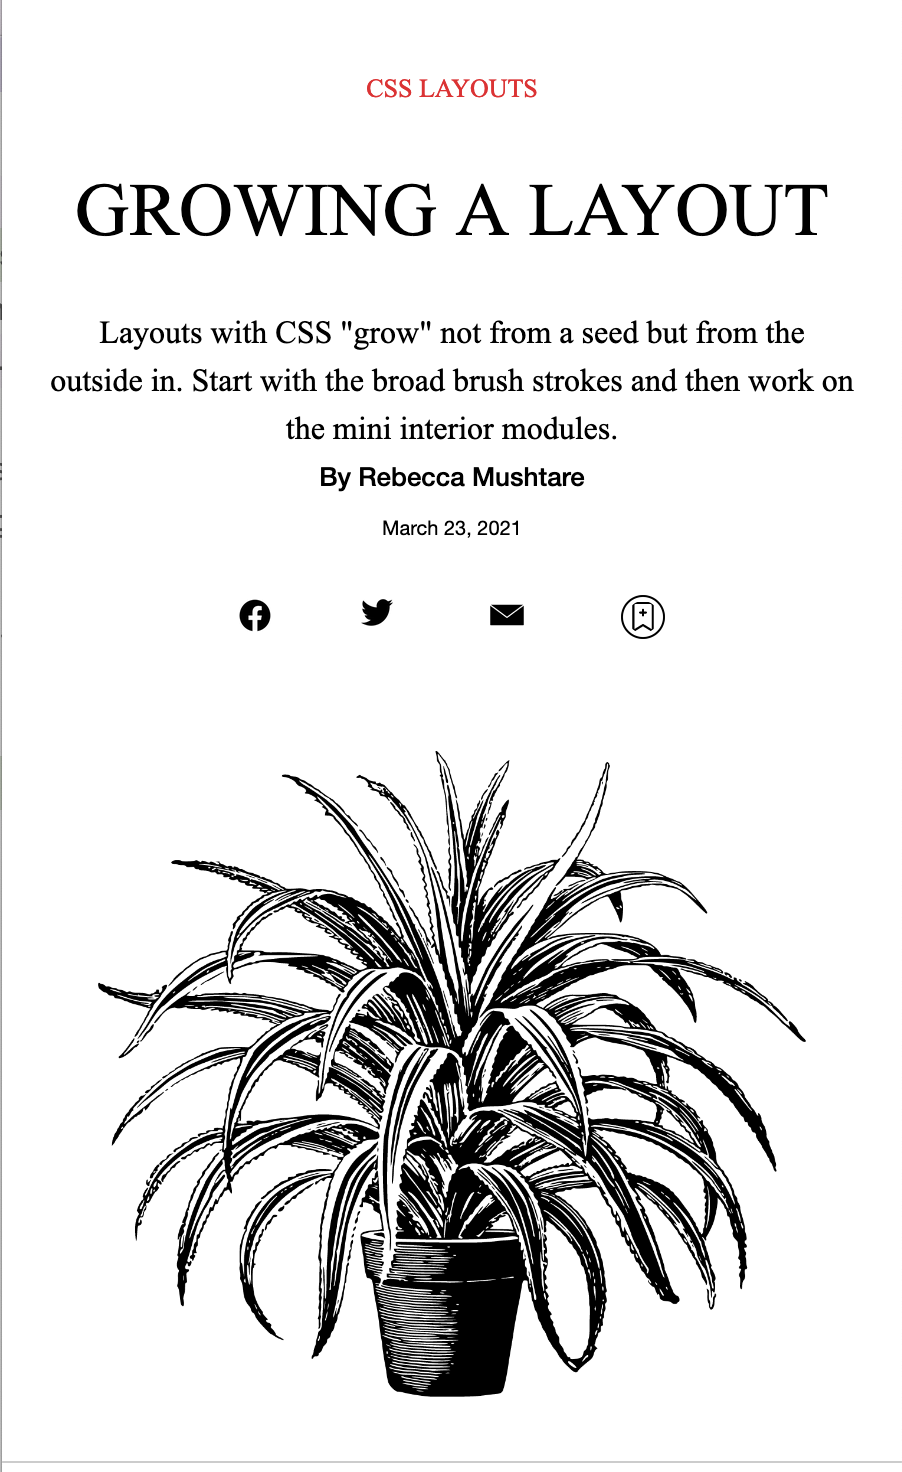 CSS LAYOUTS
GROWING A LAYOUT
Layouts with CSS "grow" not from a seed but from the
outside in. Start with the broad brush strokes and then work on
the mini interior modules.
By Rebecca Mushtare
March 23, 2021